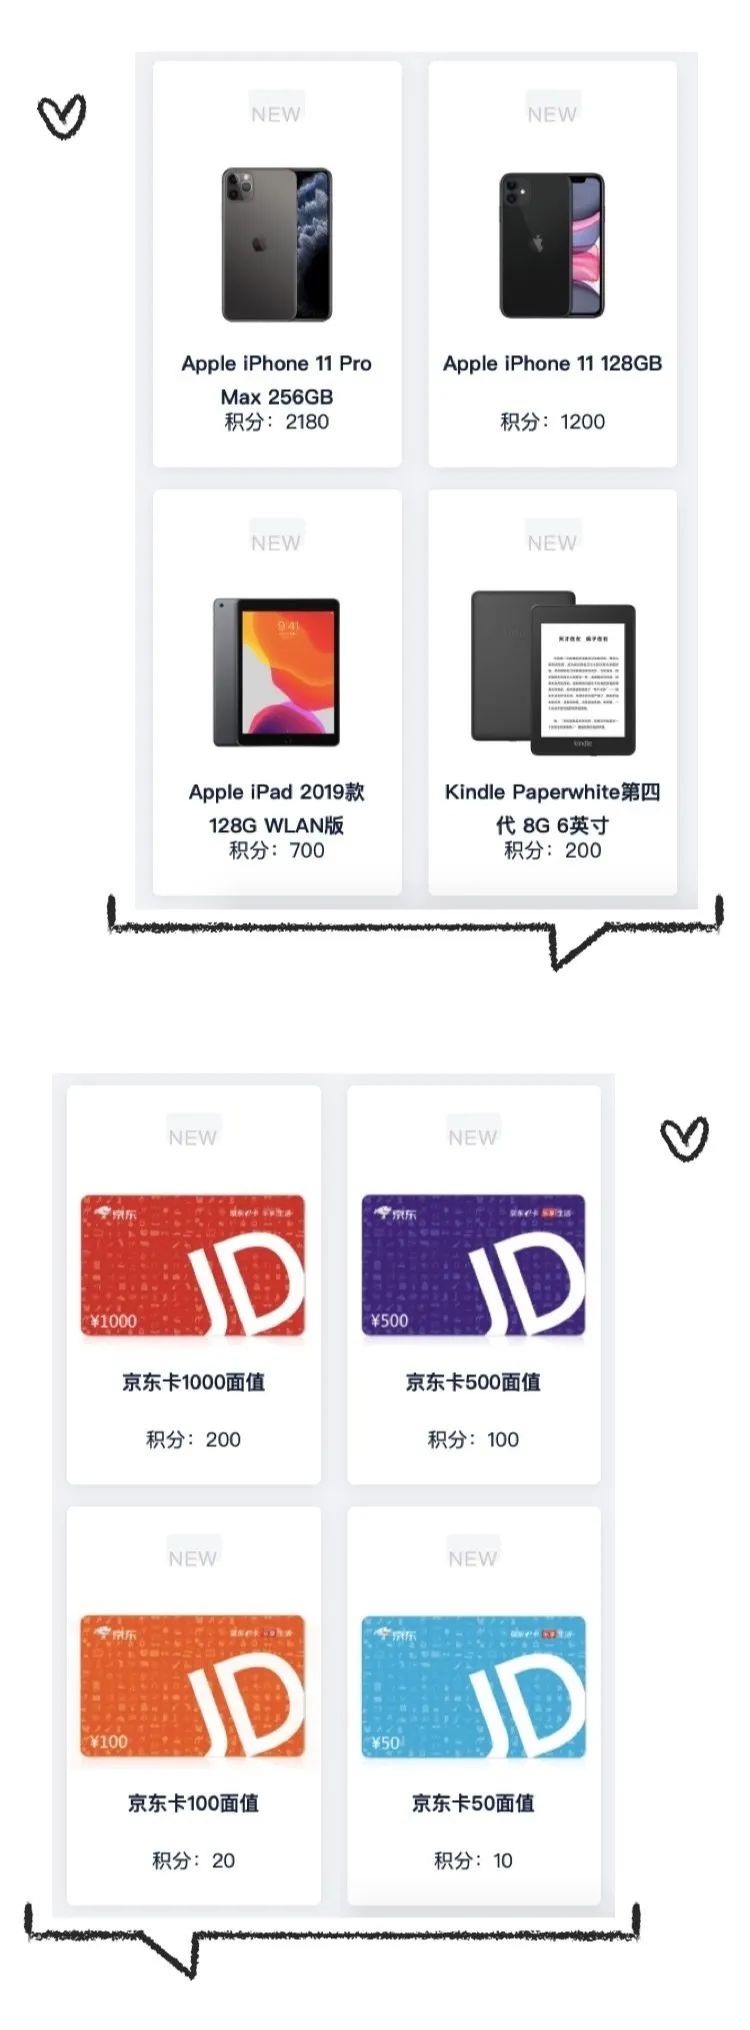 NEW
NEW
Apple iPhone 11 Pro
Max 256GB
积分：2180
Apple iPhone 11 128GB
积分：1200
NEW
NEW
9:41
kindle
Apple iPad 2019款
128G WLAN版
积分：700
Kindle Paperwhite第四
代 8G 6英寸
积分：200
NEW
NEW
京东
JD
¥1000
京东
JD
¥500
京东卡1000面值
积分：200
京东卡500面值
积分：100
NEW
NEW
京东
JD
¥100
京东
JD
¥50
京东卡100面值
积分：20
京东卡50面值
积分：10